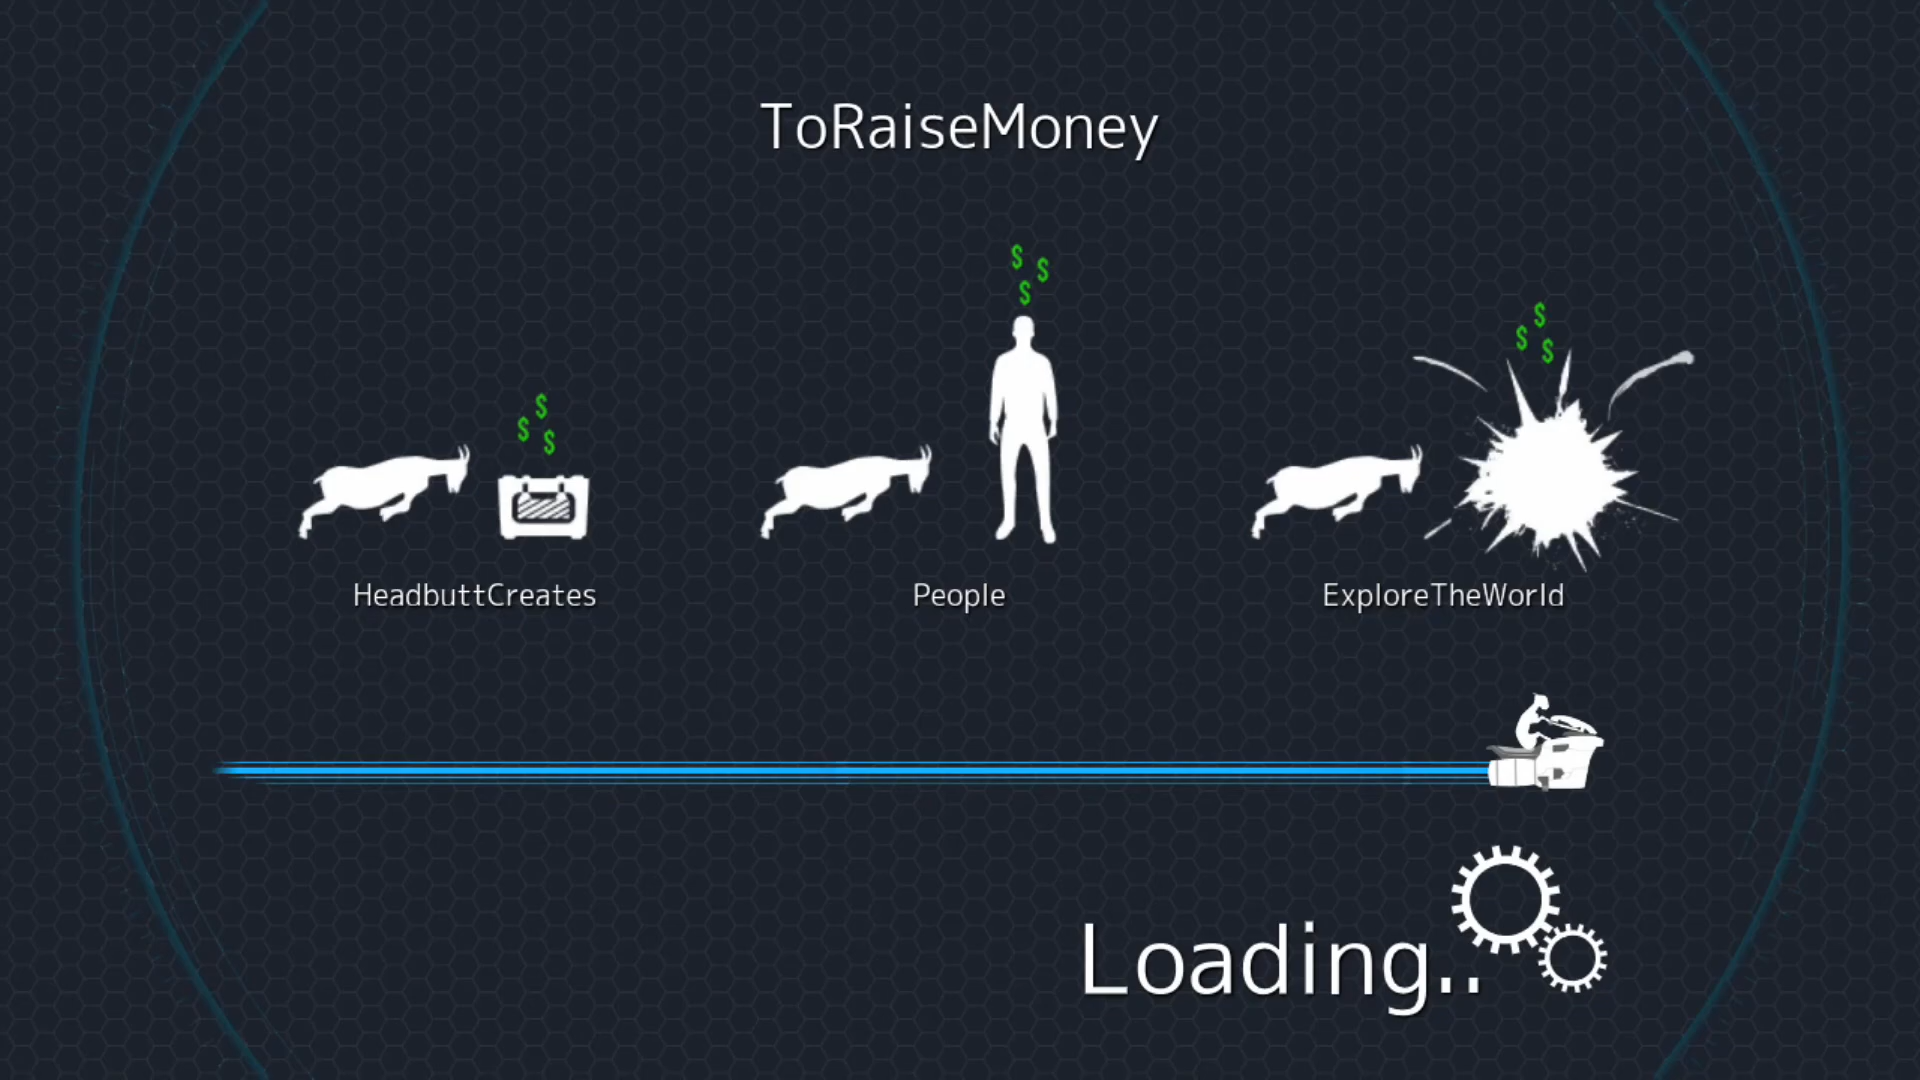 ToRaiseMoney
$ $ $
$ $ $
$ $ $
HeadbuttCreates
People
ExploreTheWorld
Loading..